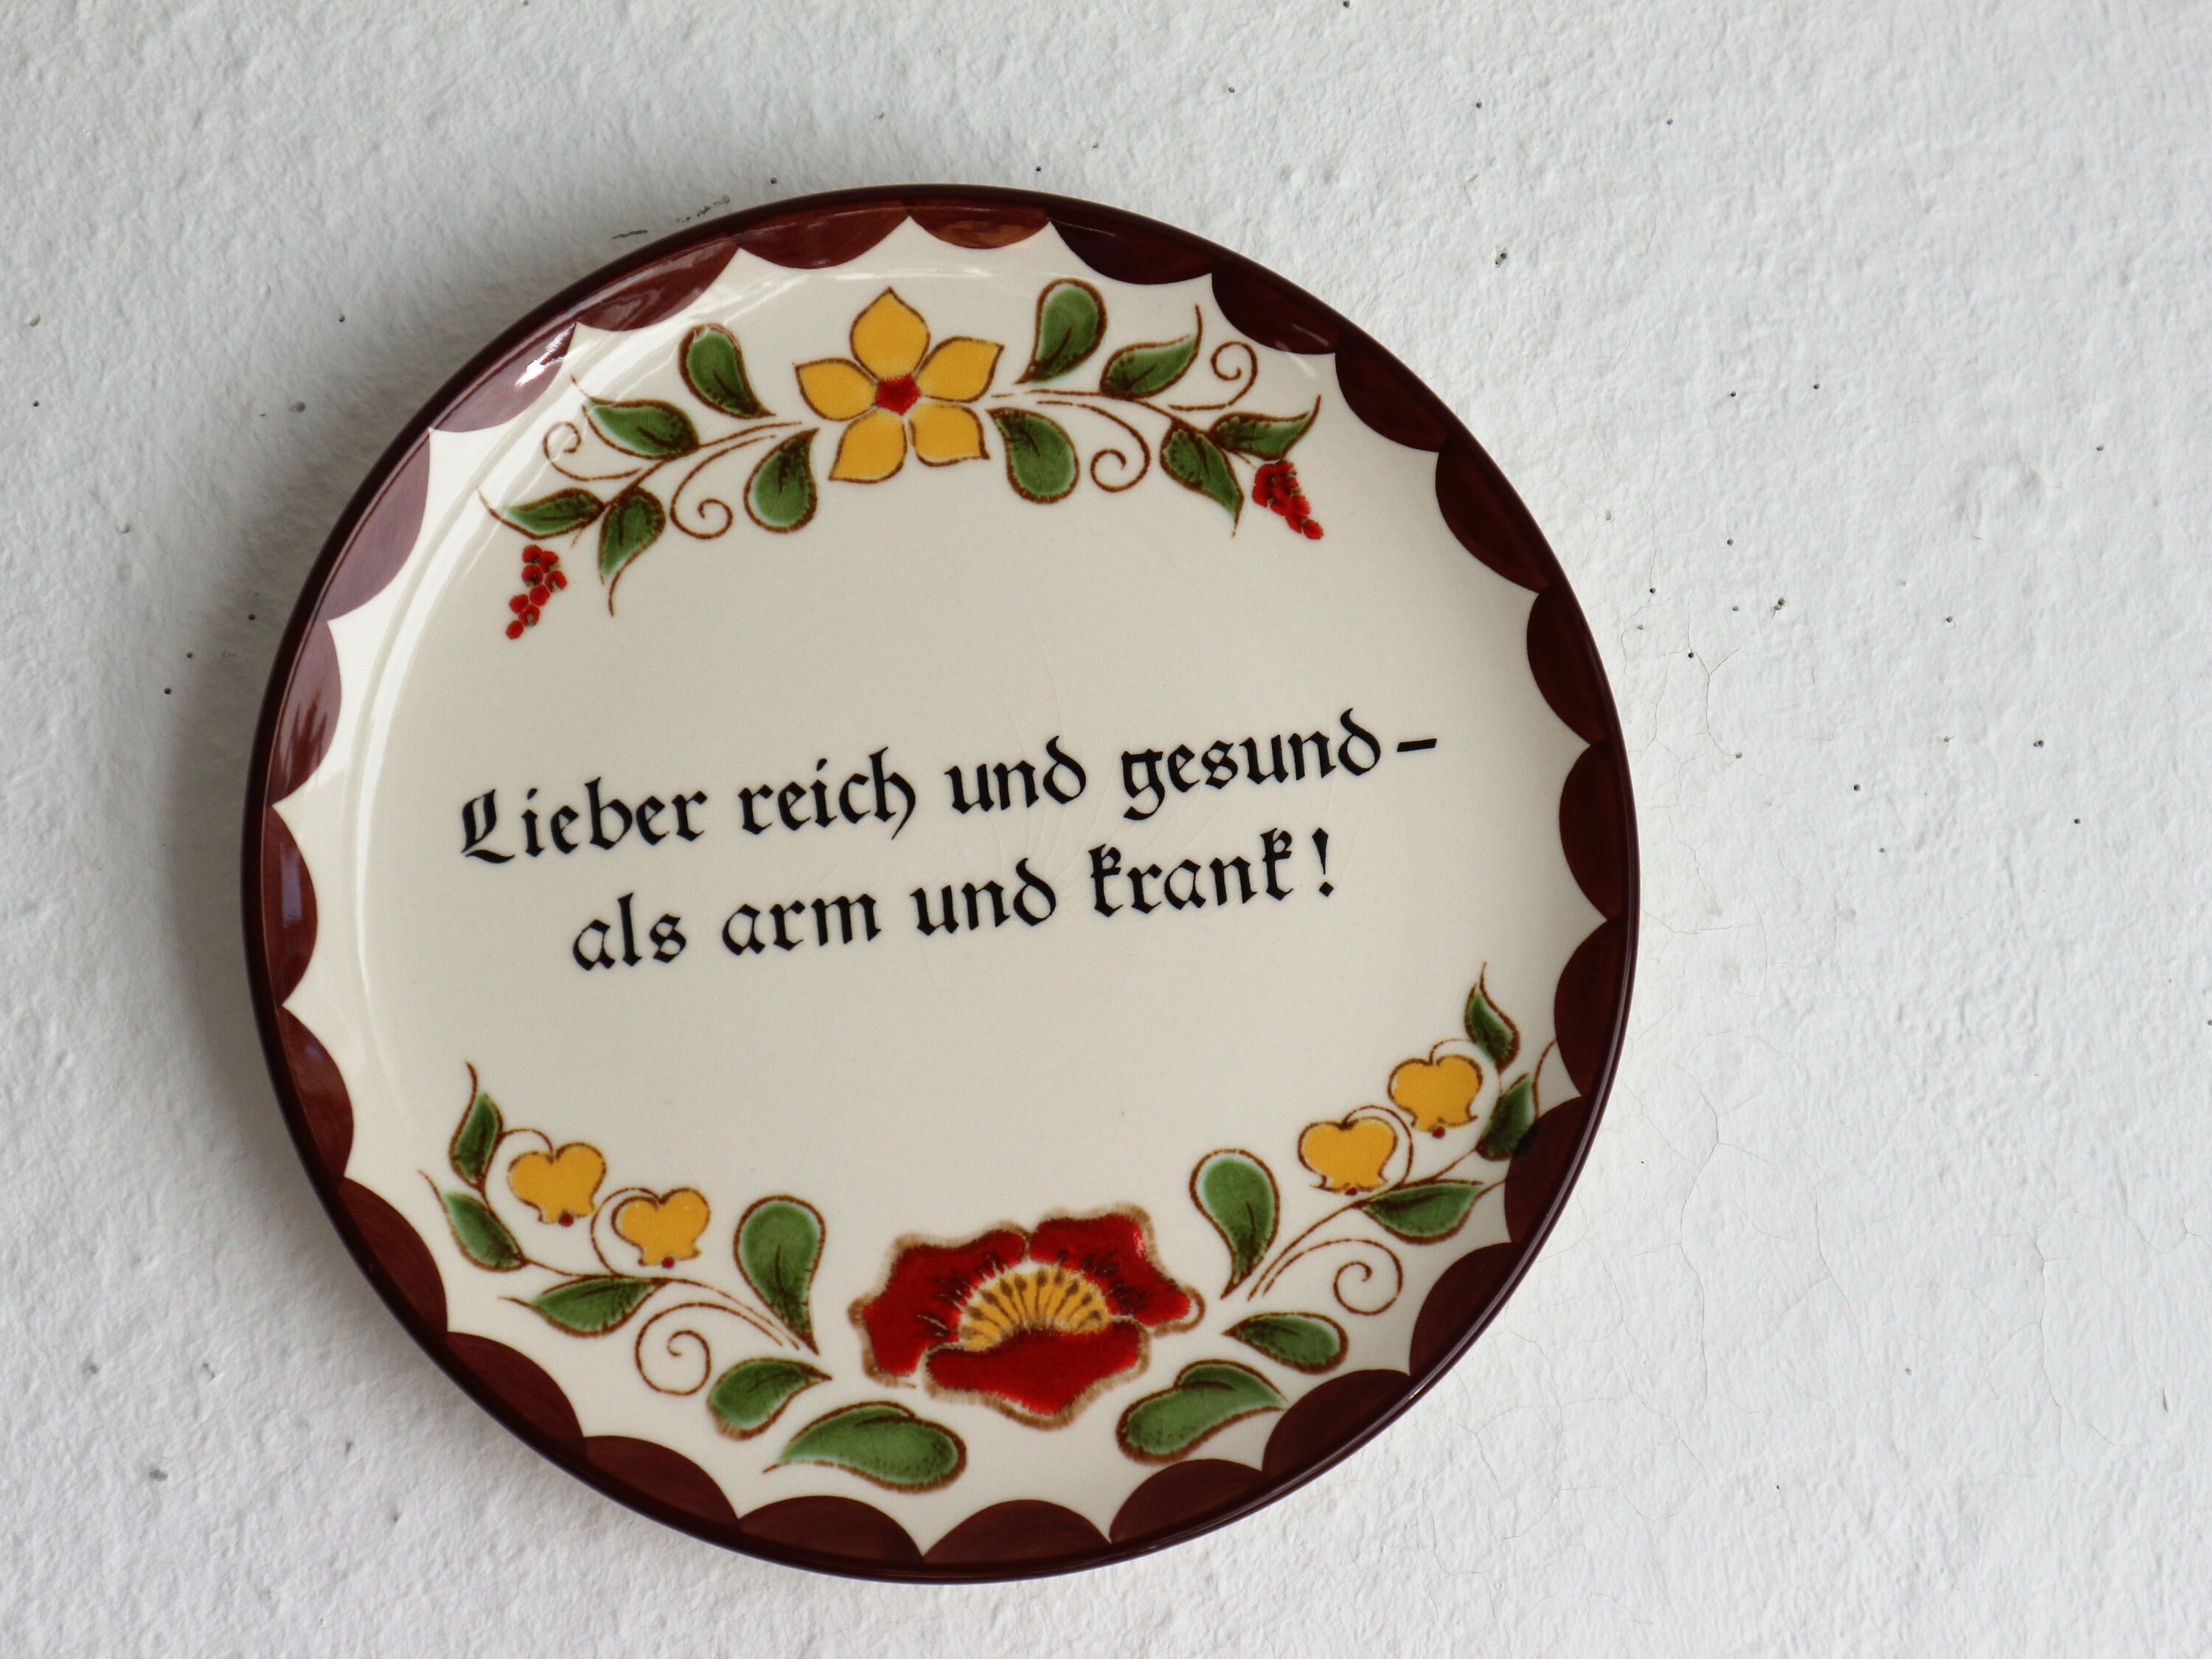 Lieber reich und gesund-
als arm und krank!